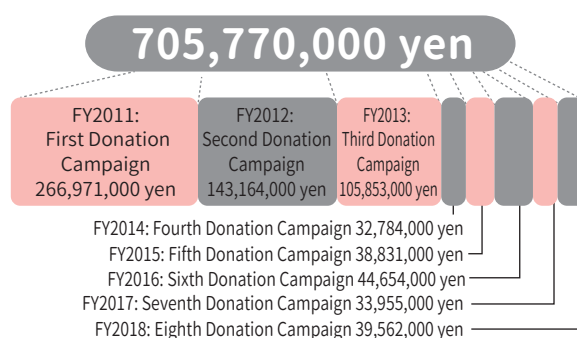 705,770,000 yen
FY2011:
First Donation
Campaign
266,971,000 yen
FY2012:
Second Donation
Campaign
143,164,000 yen
FY2013:
Third Donation
Campaign
105,853,000 yen
FY2014: Fourth Donation Campaign 32,784,000 yen
FY2015: Fifth Donation Campaign 38,831,000 yen
FY2016: Sixth Donation Campaign 44,654,000 yen
FY2017: Seventh Donation Campaign 33,955,000 yen
FY2018: Eighth Donation Campaign 39,562,000 yen